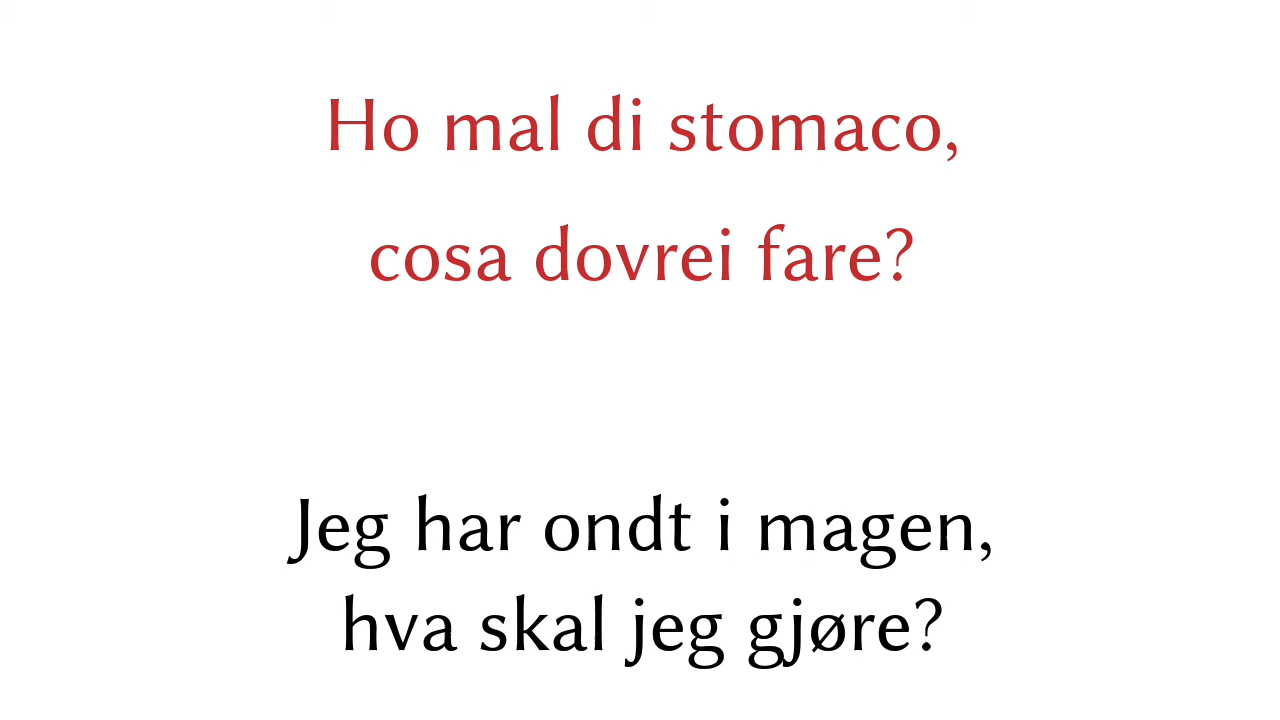 Ho mal di stomaco,
cosa dovrei fare?
Jeg har ondt i magen,
hva skal jeg gjøre?